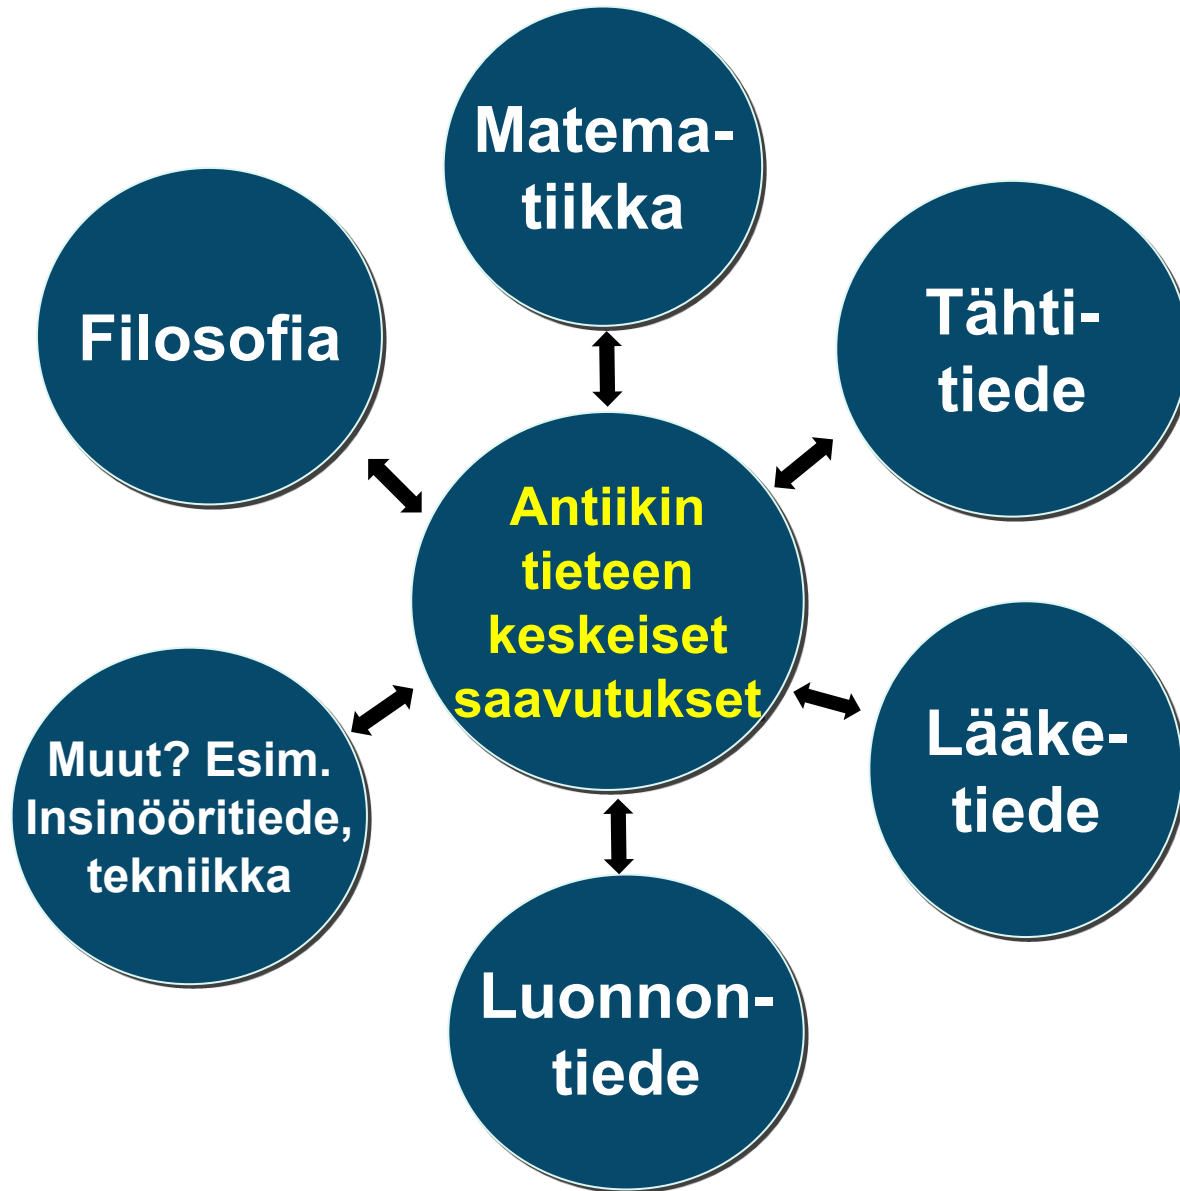 Matema-
tiikka
Filosofia
Tähti-
tiede
Antiikin
tieteen
keskeiset
saavutukset
Muut? Esim.
Insinööritiede,
tekniikka
Lääke-
tiede
Luonnon-
tiede